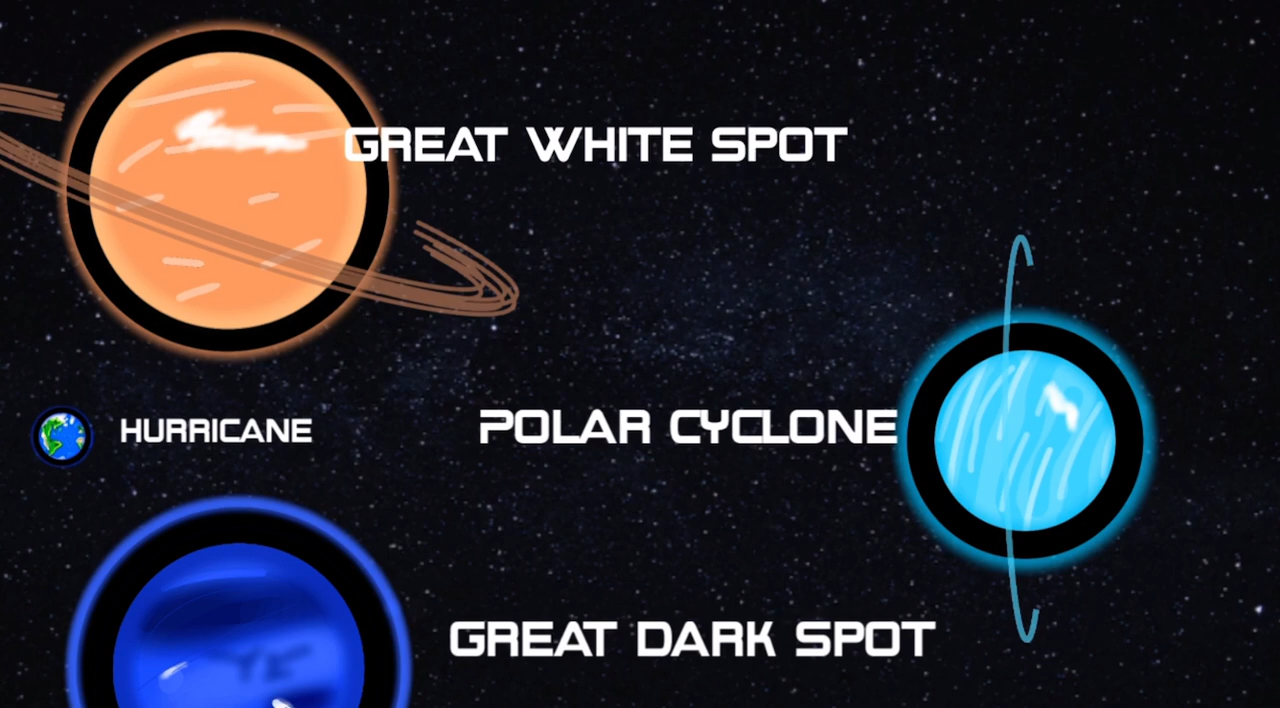 GREAT WHITE SPOT
HURRICANE
POLAR CYCLONE
GREAT DARK SPOT